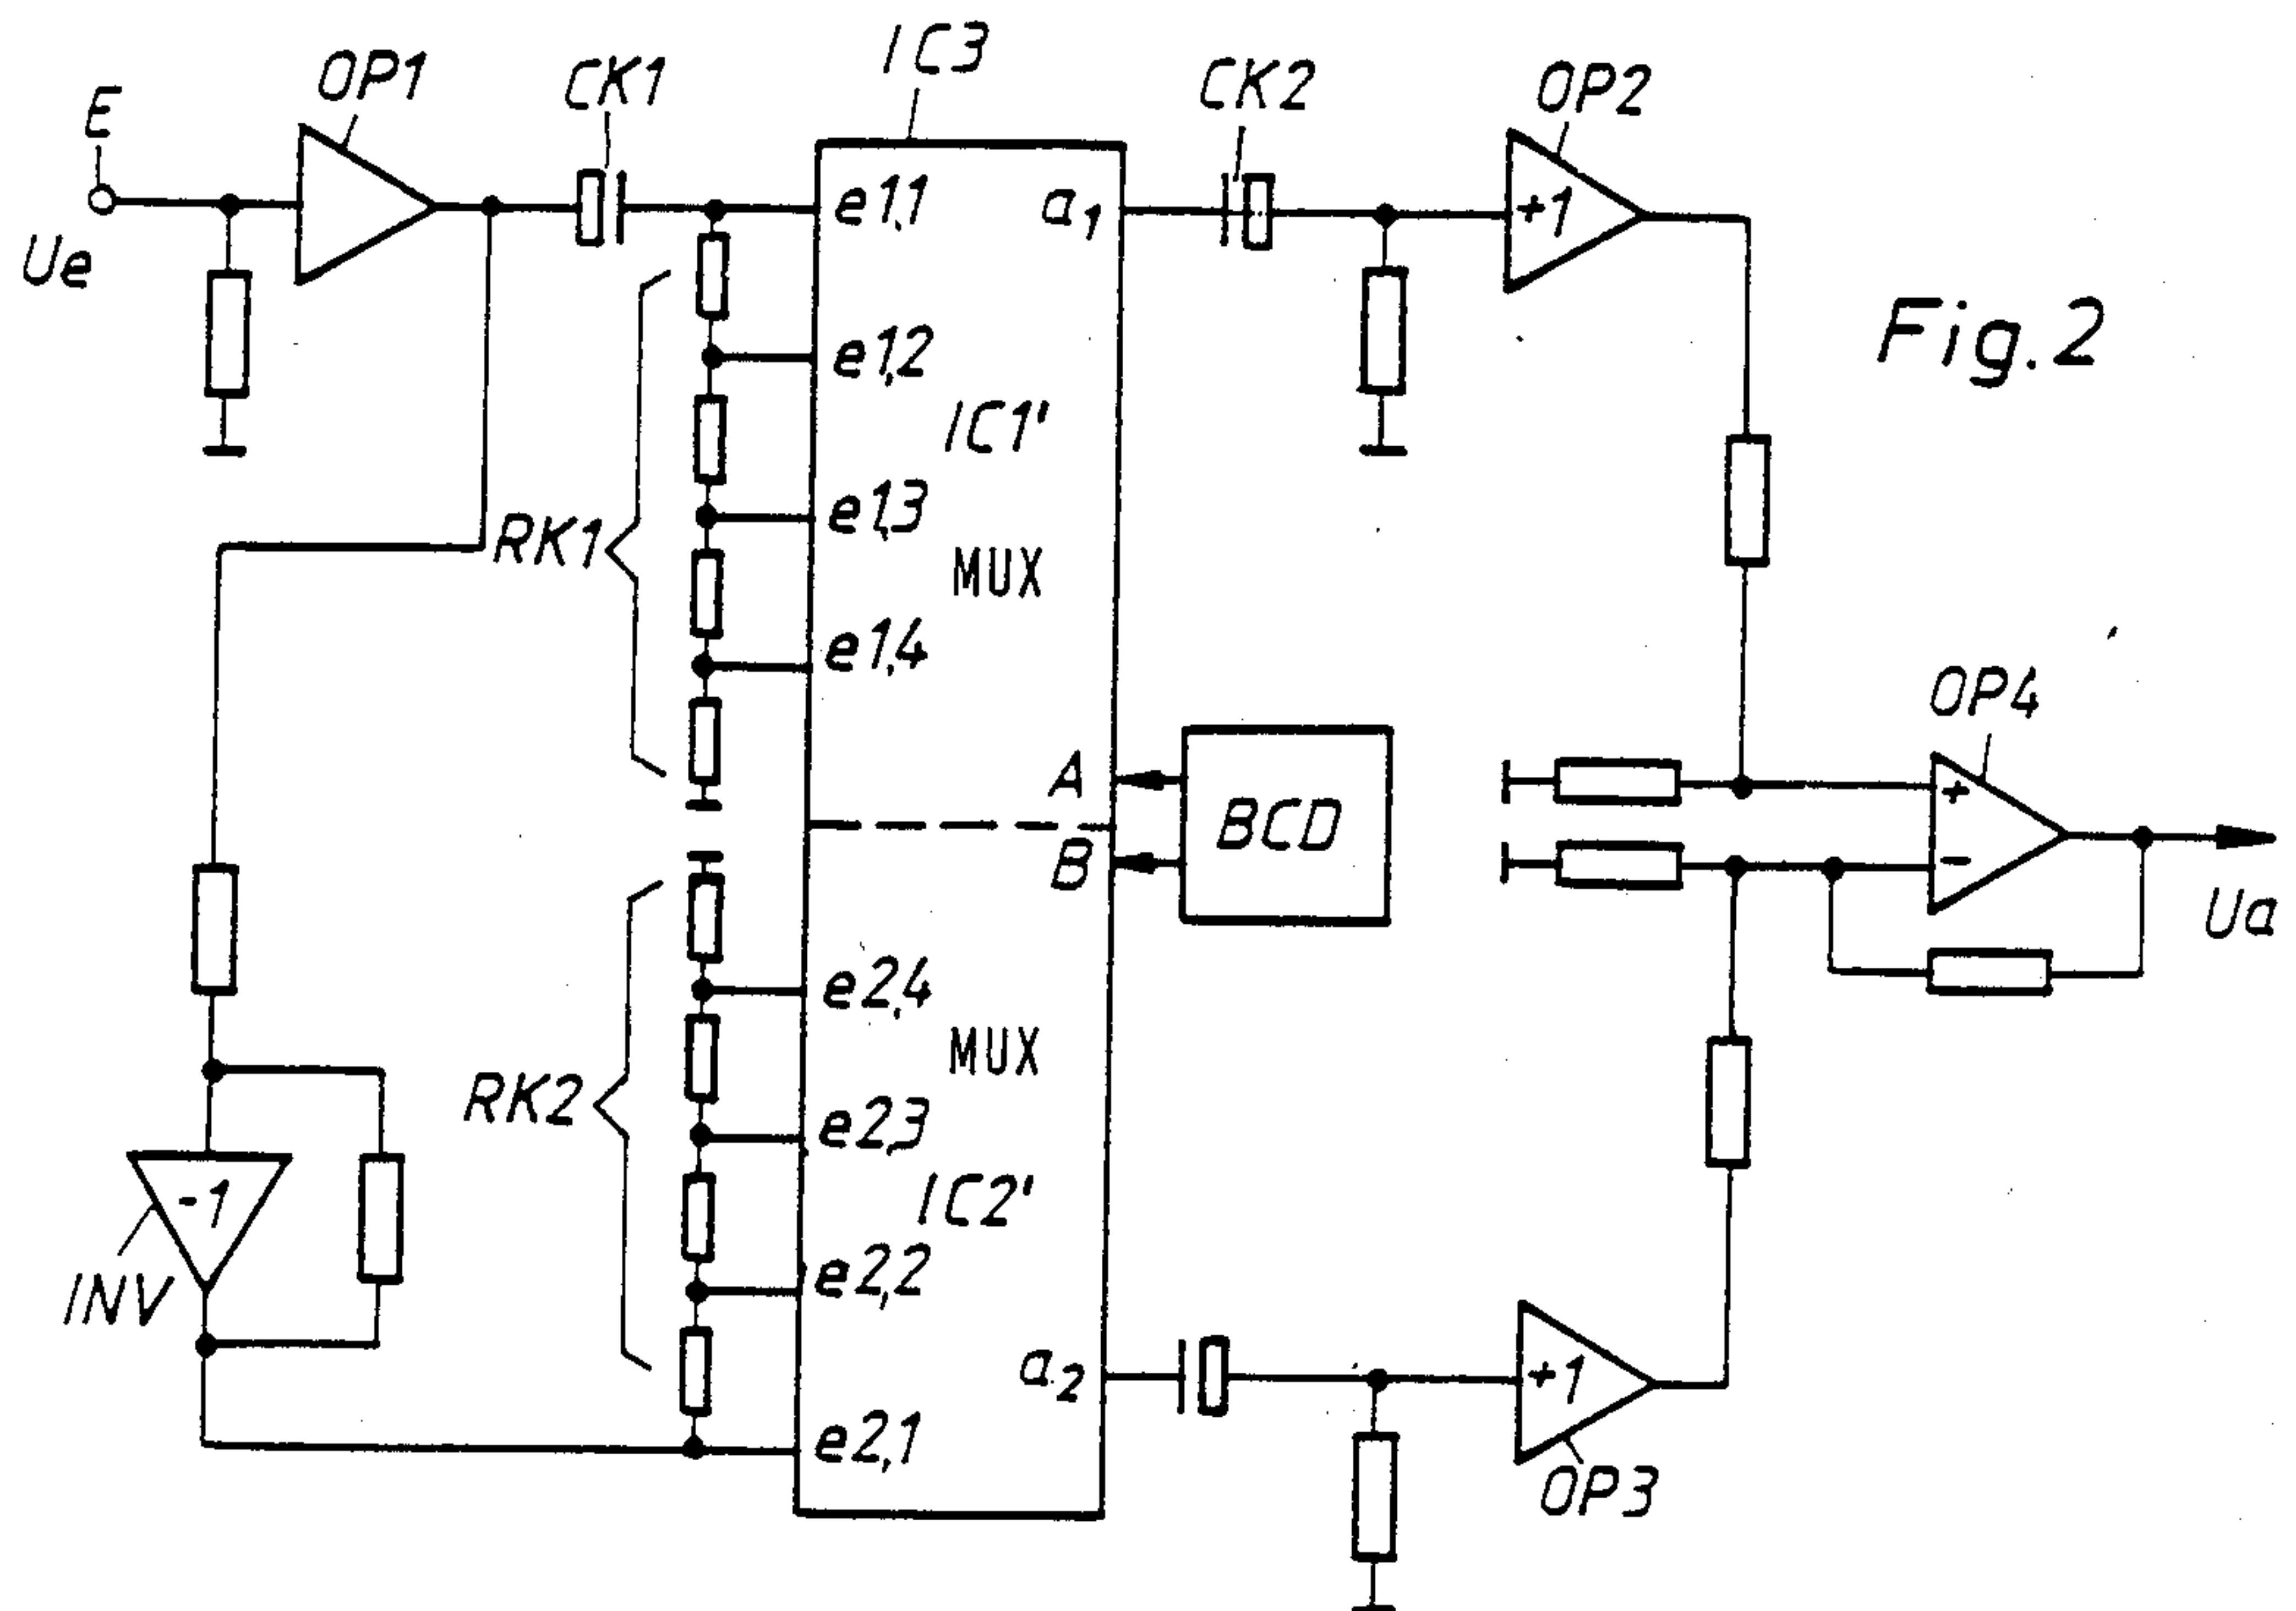 E
OP1
CK1
IC3
CK2
OP2
Ue
e1,1
a1
+1
Fig.2
e1,2
IC1'
e1,3
RK1
MUX
e1,4
OP4
A
BCD
+
B
-
Ua
e2,4
MUX
RK2
e2,3
-1
IC2'
INV
e2,2
a2
+1
e2,1
OP3